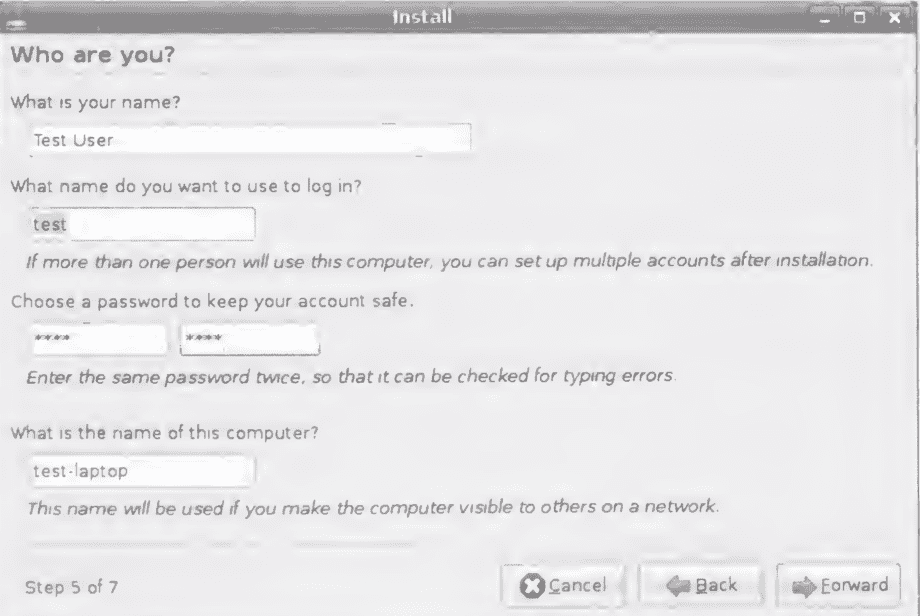 Install
Who are you?
What is your name?
Test User
What name do you want to use to log in?
test
If more than one person will use this computer, you can set up multiple accounts after installation.
Choose a password to keep your account safe.
**** ****
Enter the same password twice, so that it can be checked for typing errors.
What is the name of this computer?
test-laptop
This name will be used if you make the computer visible to others on a network.
Step 5 of 7
Cancel Back Forward